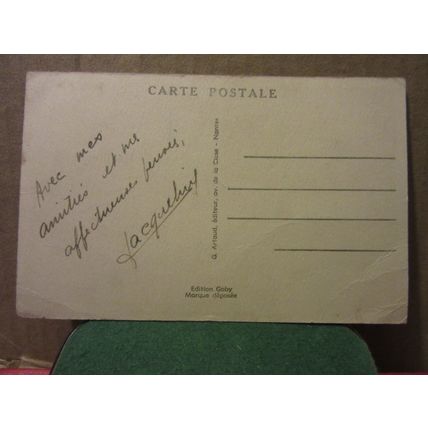 CARTE POSTALE
Avec mes
amitiés et me
affectueuses pensées,
Jacqueline
G. Artaud, éditeur, av. de la Close - Nantes
Edition Gaby
Marque déposée